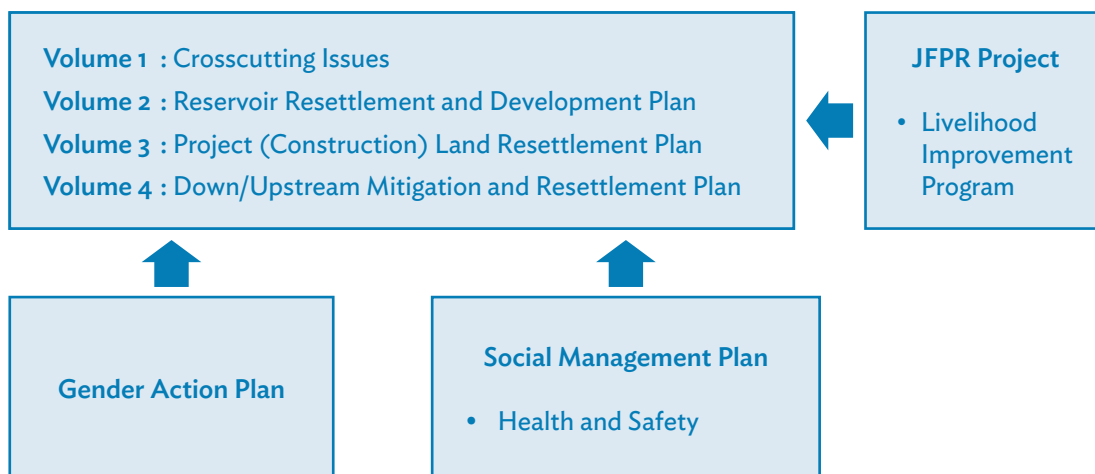 Volume 1 : Crosscutting Issues
Volume 2 : Reservoir Resettlement and Development Plan
Volume 3 : Project (Construction) Land Resettlement Plan
Volume 4 : Down/Upstream Mitigation and Resettlement Plan
JFPR Project
• Livelihood
Improvement
Program
Gender Action Plan
Social Management Plan
• Health and Safety